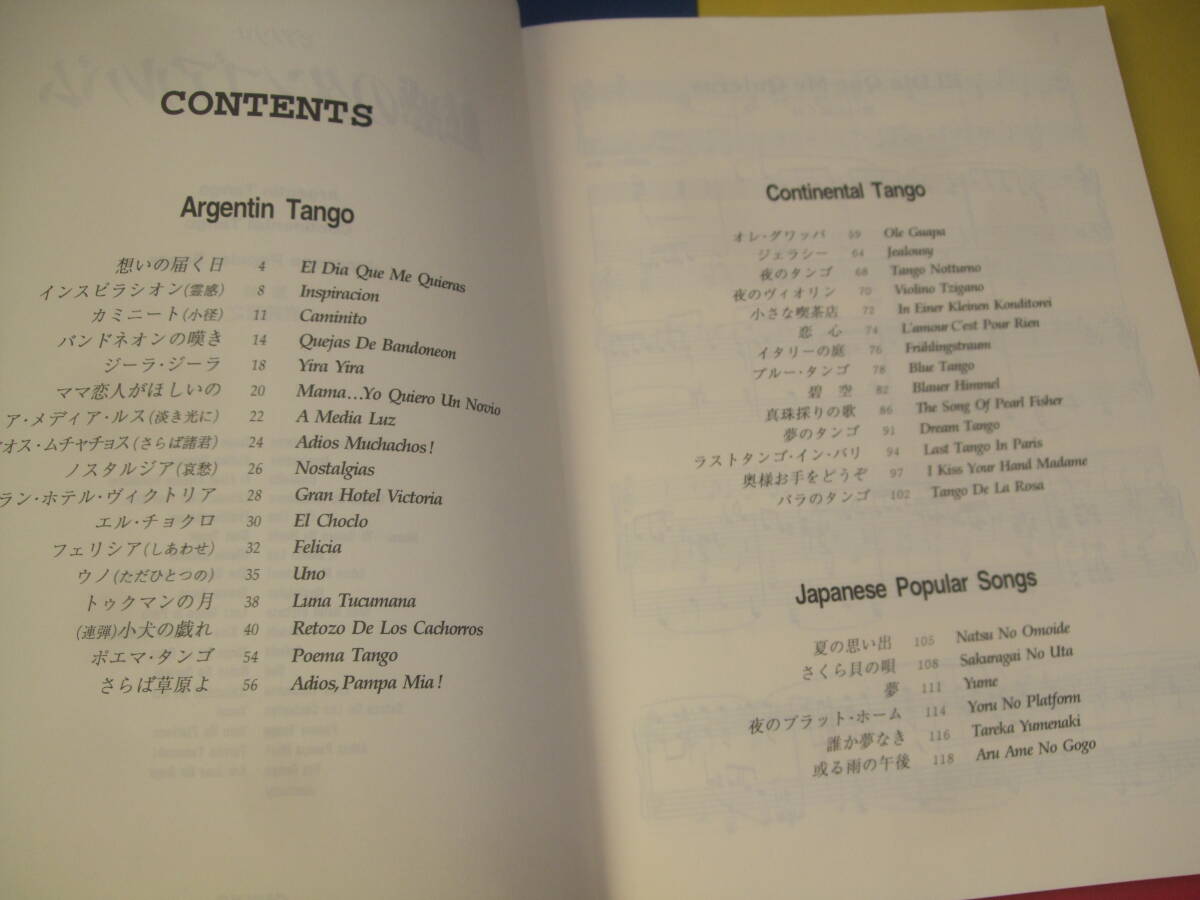 CONTENTS
Argentin Tango
想いの届く日 4 El Dia Que Me Quieras
インスピラシオン(霊感) 8 Inspiracion
カミニート(小径) 11 Caminito
バンドネオンの嘆き 14 Quejas De Bandoneon
ジーラ・ジーラ 18 Yira Yira
ママ恋人がほしいの 20 Mama...Yo Quiero Un Novio
ア・メディア・ルス(淡き光に) 22 A Media Luz
オス・ムチャチョス(さらば諸君) 24 Adios Muchachos!
ノスタルジア(哀愁) 26 Nostalgias
ラン・ホテル・ヴィクトリア 28 Gran Hotel Victoria
エル・チョクロ 30 El Choclo
フェリシア(しあわせ) 32 Felicia
ウノ(ただひとつの) 35 Uno
トゥクマンの月 38 Luna Tucumana
(連弾)小犬の戯れ 40 Retozo De Los Cachorros
ポエマ・タンゴ 54 Poema Tango
さらば草原よ 56 Adios, Pampa Mia!
Continental Tango
オレ・グワッパ 59 Ole Guapa
ジェラシー 64 Jealousy
夜のタンゴ 68 Tango Notturno
夜のヴィオリン 70 Violino Tzigano
小さな喫茶店 72 In Einer Kleinen Konditorei
恋心 74 L'amour C'est Pour Rien
イタリーの庭 76 Frühlingstraum
ブルー・タンゴ 78 Blue Tango
碧空 82 Blauer Himmel
真珠採りの歌 86 The Song Of Pearl Fisher
夢のタンゴ 91 Dream Tango
ラストタンゴ・イン・パリ 94 Last Tango In Paris
奥様お手をどうぞ 97 I Kiss Your Hand Madame
バラのタンゴ 102 Tango De La Rosa
Japanese Popular Songs
夏の思い出 105 Natsu No Omoide
さくら貝の唄 108 Sakuragai No Uta
夢 111 Yume
夜のプラット・ホーム 114 Yoru No Platform
誰か夢なき 116 Tareka Yumenaki
或る雨の午後 118 Aru Ame No Gogo